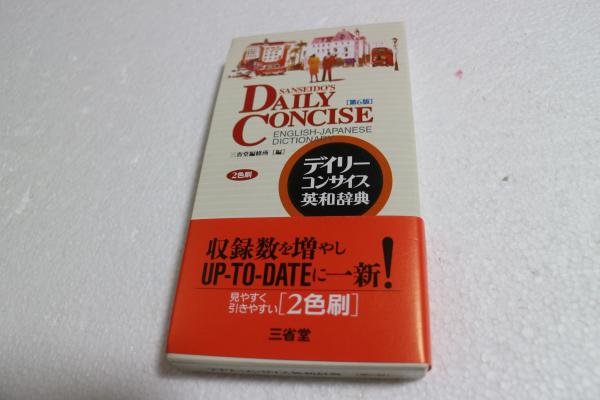 SANSEIDO'S
DAILY
CONCISE
[第6版]
ENGLISH-JAPANESE
DICTIONARY
三省堂編修所 [編]
2色刷
デイリー
コンサイス
英和辞典
収録数を増やし
UP-TO-DATEに一新!
見やすく
引きやすい[2色刷]
三省堂